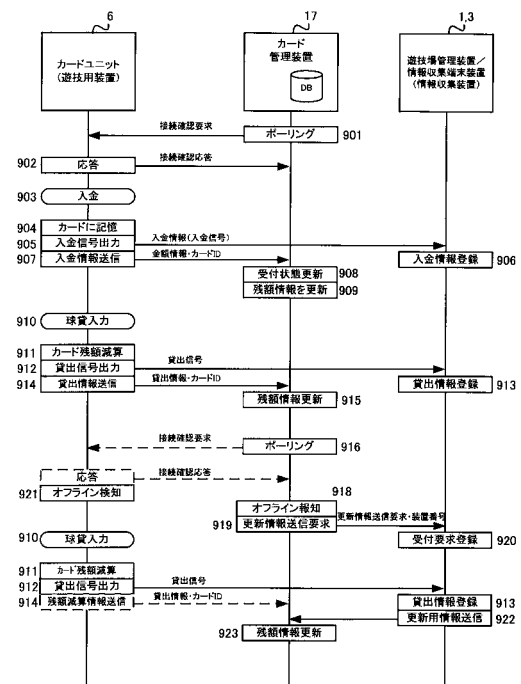 6
17
1,3
カードユニット
(遊技用装置)
カード
管理装置
DB
遊技場管理装置／
情報収集端末装置
(情報収集装置)
接続確認要求
ポーリング
901
902
応答
接続確認応答
903
入金
904
カードに記憶
905
入金信号出力
入金情報(入金信号)
907
入金情報送信
金額情報・カードID
入金情報登録
906
受付状態更新
908
残額情報を更新
909
910
球貸入力
911
カード残額減算
912
貸出信号出力
貸出信号
914
貸出情報送信
貸出情報・カードID
貸出情報登録
913
残額情報更新
915
接続確認要求
ポーリング
916
応答
接続確認応答
921
オフライン検知
918
オフライン報知
919
更新情報送信要求
更新情報送信要求・装置番号
910
球貸入力
受付要求登録
920
911
カード残額減算
912
貸出信号出力
貸出信号
914
残額減算情報送信
貸出情報・カードID
貸出情報登録
913
更新用情報送信
922
923
残額情報更新